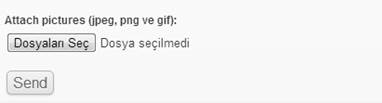 Attach pictures (jpeg, png ve gif):
Dosyaları Seç Dosya seçilmedi
Send